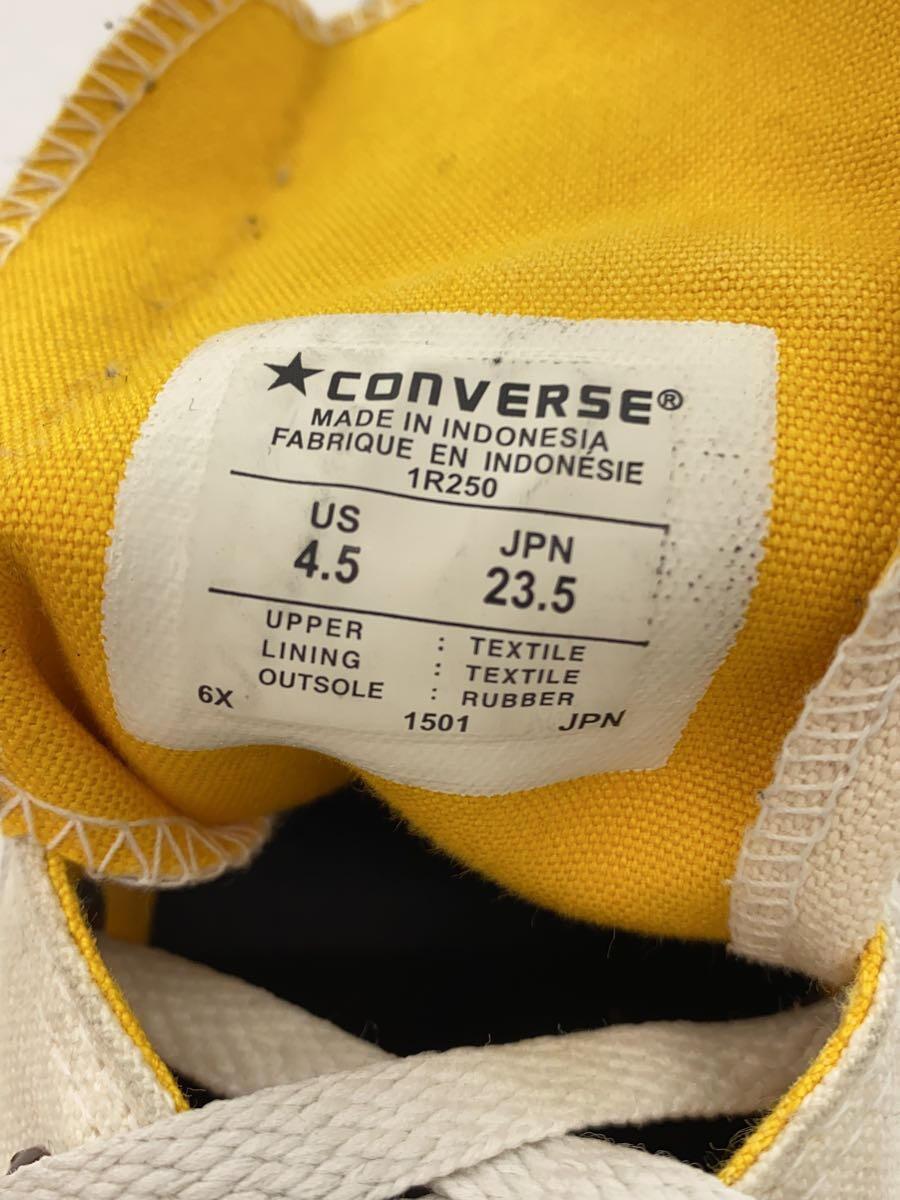 ★CONVERSE®
MADE IN INDONESIA
FABRIQUE EN INDONÉSIE
1R250
US JPN
4.5 23.5
UPPER : TEXTILE
LINING : TEXTILE
OUTSOLE : RUBBER
6X 1501 JPN